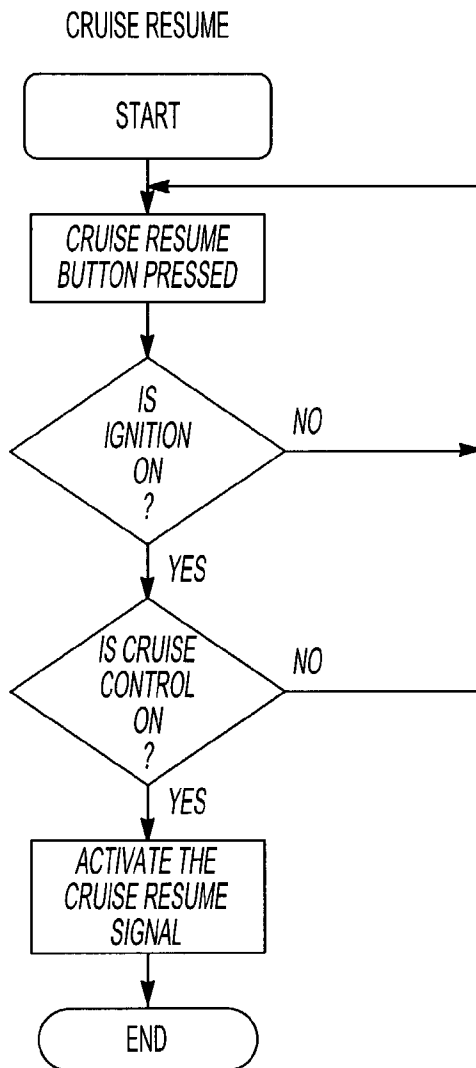 CRUISE RESUME
START
CRUISE RESUME
BUTTON PRESSED
IS
IGNITION
ON
?
NO
YES
IS CRUISE
CONTROL
ON
?
NO
YES
ACTIVATE THE
CRUISE RESUME
SIGNAL
END